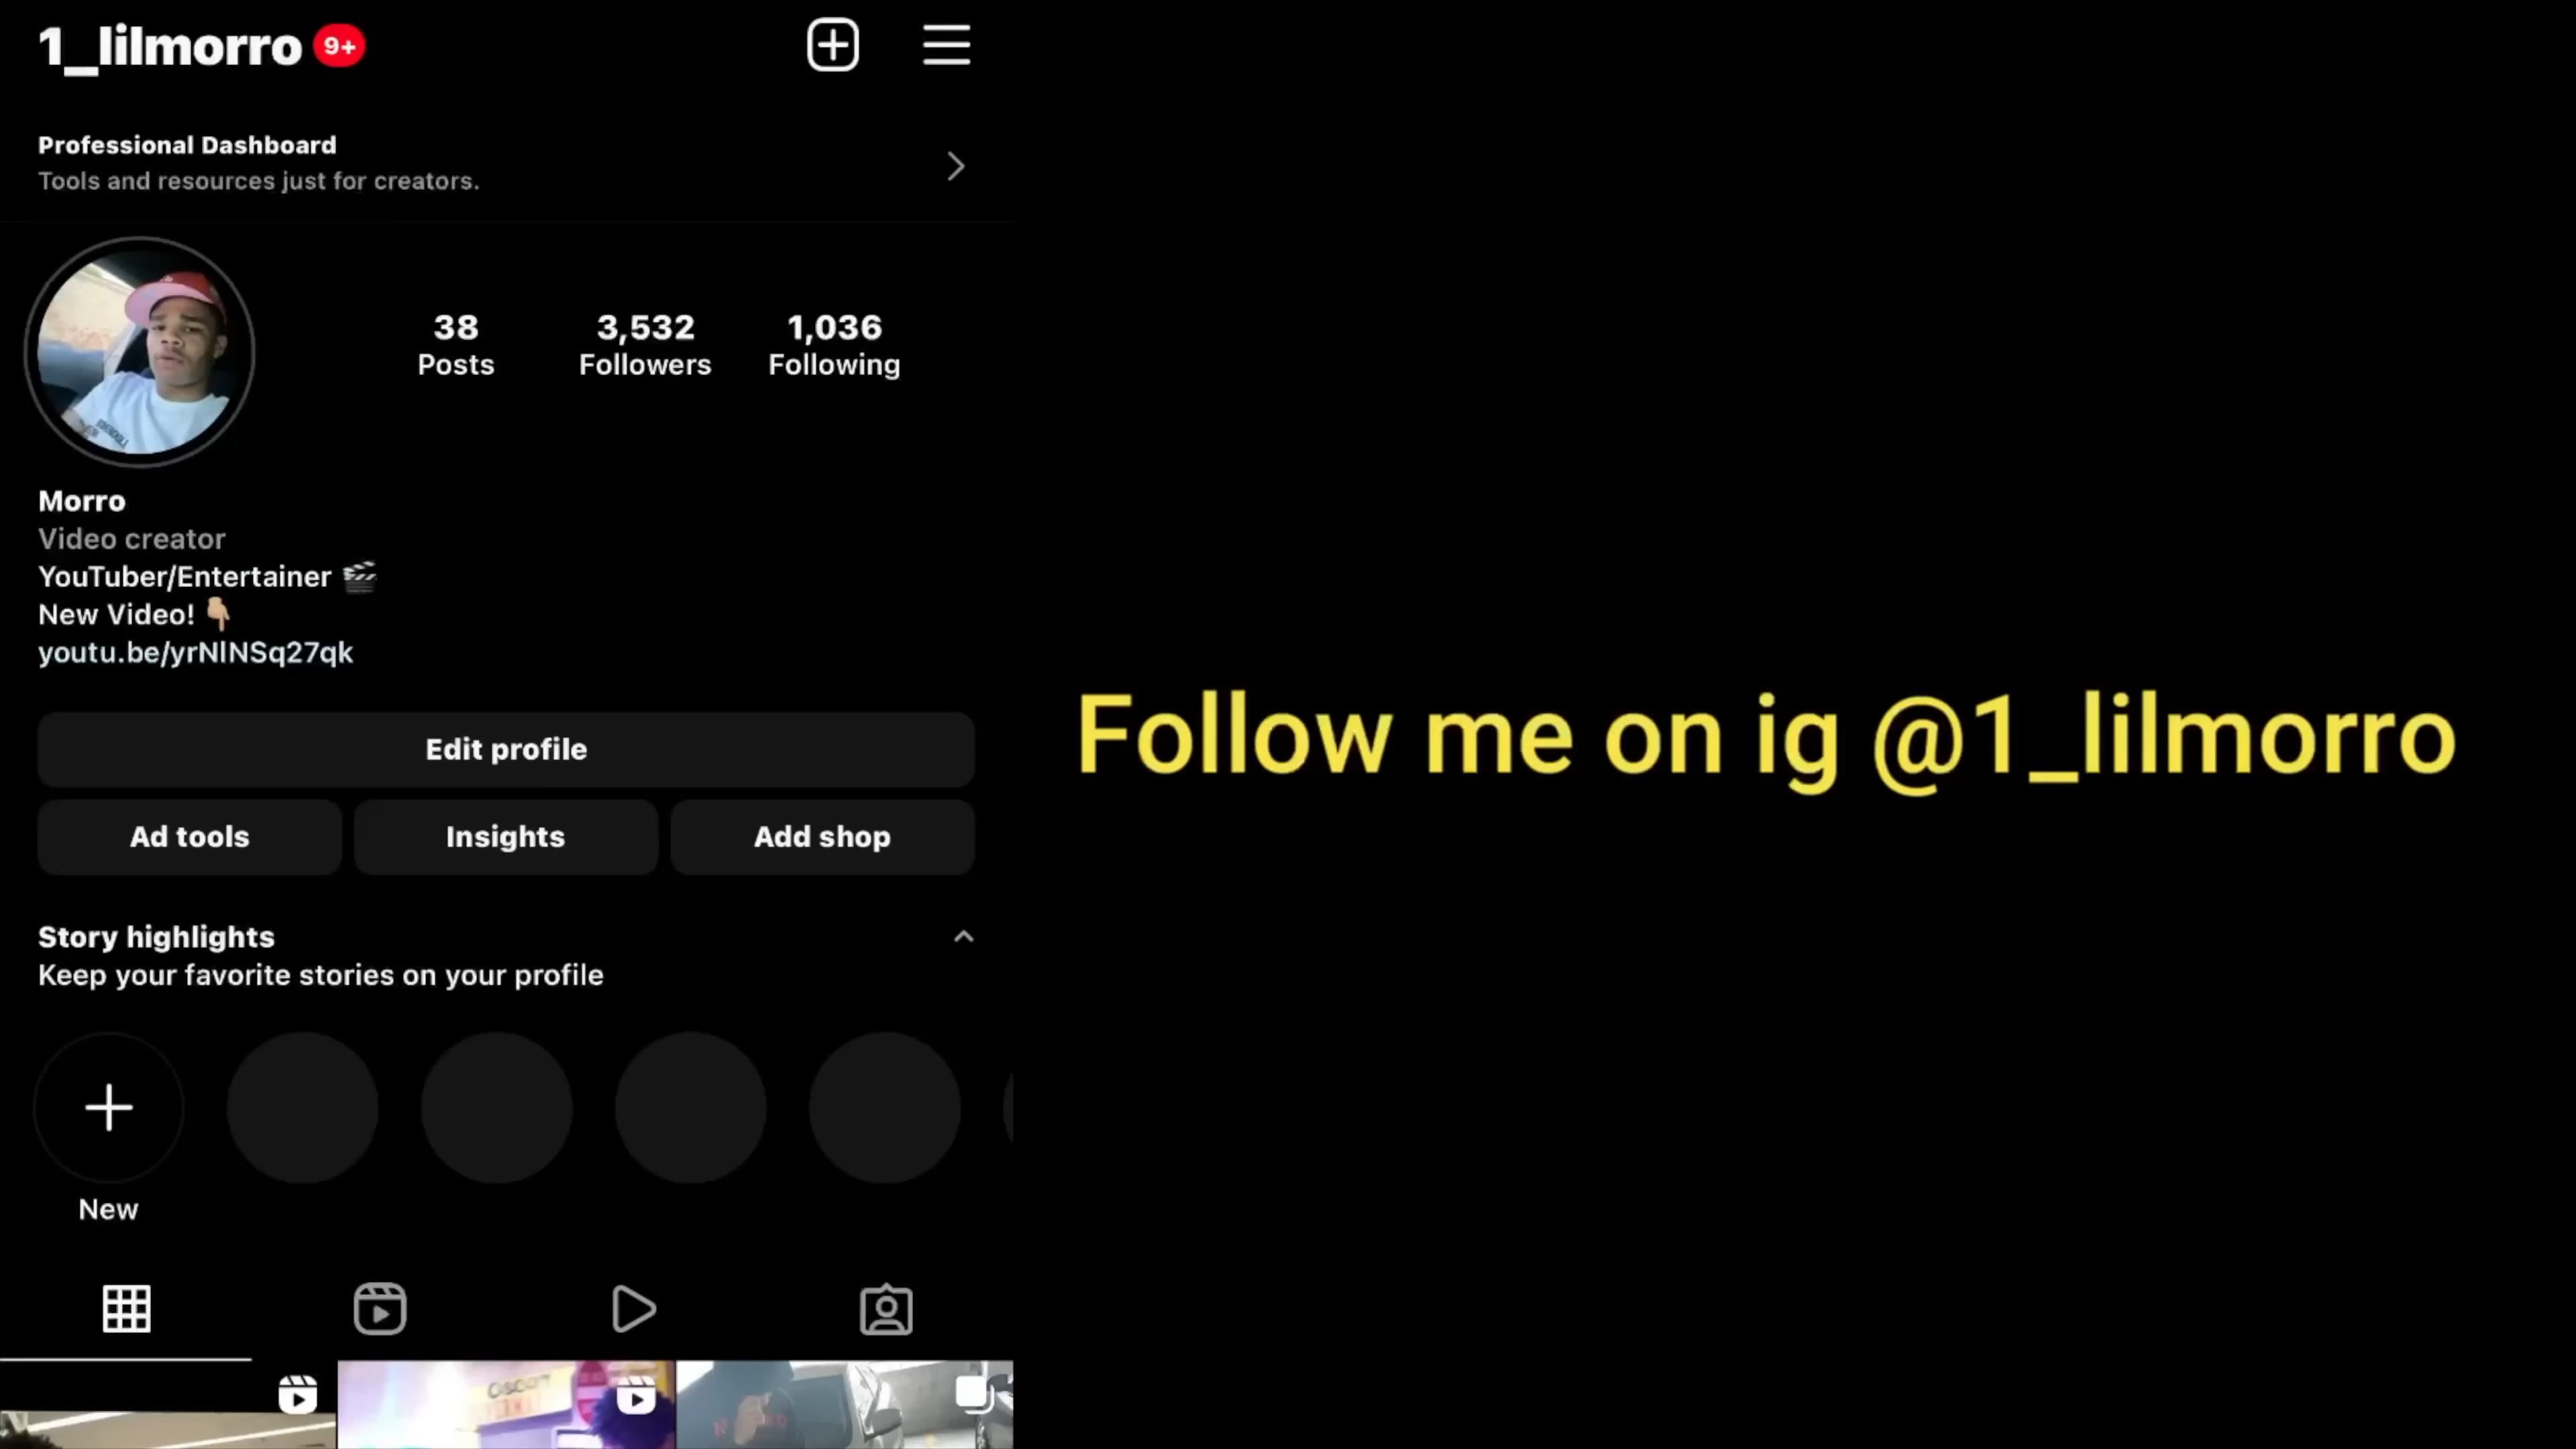 1_lilmorro 9+
Professional Dashboard
Tools and resources just for creators.
38 3,532 1,036
Posts Followers Following
Morro
Video creator
YouTuber/Entertainer 🎬
New Video! 👇🏼
youtu.be/yrNlNSq27qk
Edit profile
Ad tools Insights Add shop
Story highlights
Keep your favorite stories on your profile
New
Follow me on ig @1_lilmorro